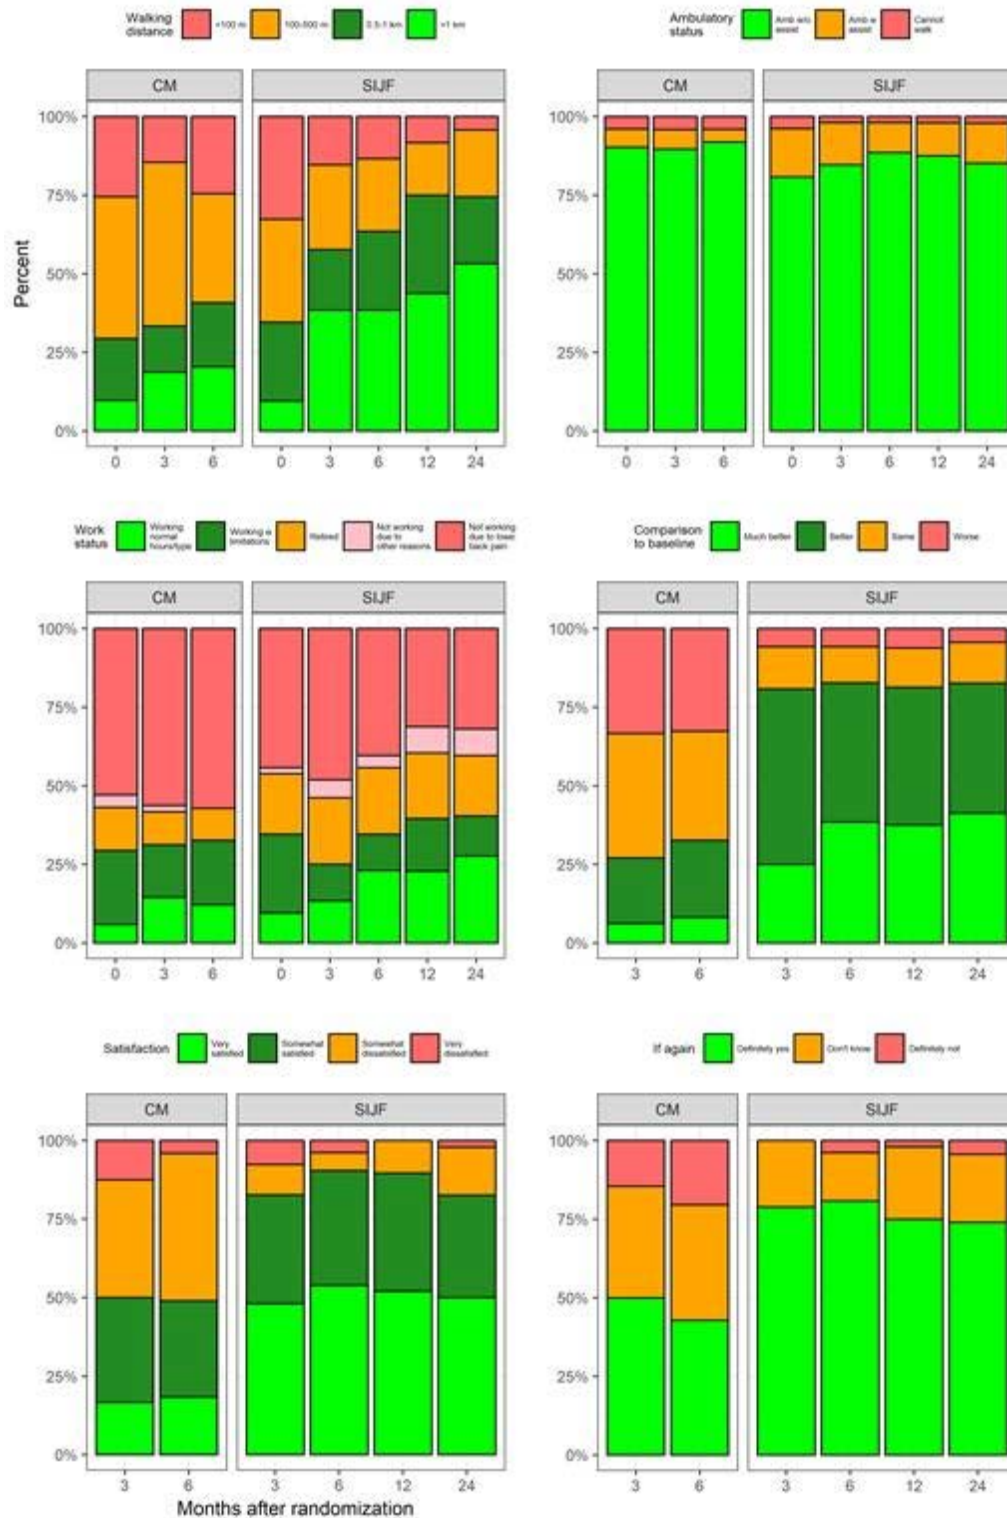 Walking
distance
<100 m
100-500 m
0.5-1 km
>1 km
CM
SIJF
100%
75%
50%
25%
0%
Percent
0 3 6
0 3 6 12 24
Ambulatory
status
Amb w/o
assist
Amb w
assist
Cannot
walk
CM
SIJF
100%
75%
50%
25%
0%
0 3 6
0 3 6 12 24
Work
status
Working
normal
hours/type
Working w
limitations
Retired
Not working
due to
other reasons
Not working
due to lowe
back pain
CM
SIJF
100%
75%
50%
25%
0%
0 3 6
0 3 6 12 24
Comparison
to baseline
Much better
Better
Same
Worse
CM
SIJF
100%
75%
50%
25%
0%
3 6
3 6 12 24
Satisfaction
Very
satisfied
Somewhat
satisfied
Somewhat
dissatisfied
Very
dissatisfied
CM
SIJF
100%
75%
50%
25%
0%
3 6
3 6 12 24
Months after randomization
If again
Definitely yes
Don't know
Definitely not
CM
SIJF
100%
75%
50%
25%
0%
3 6
3 6 12 24